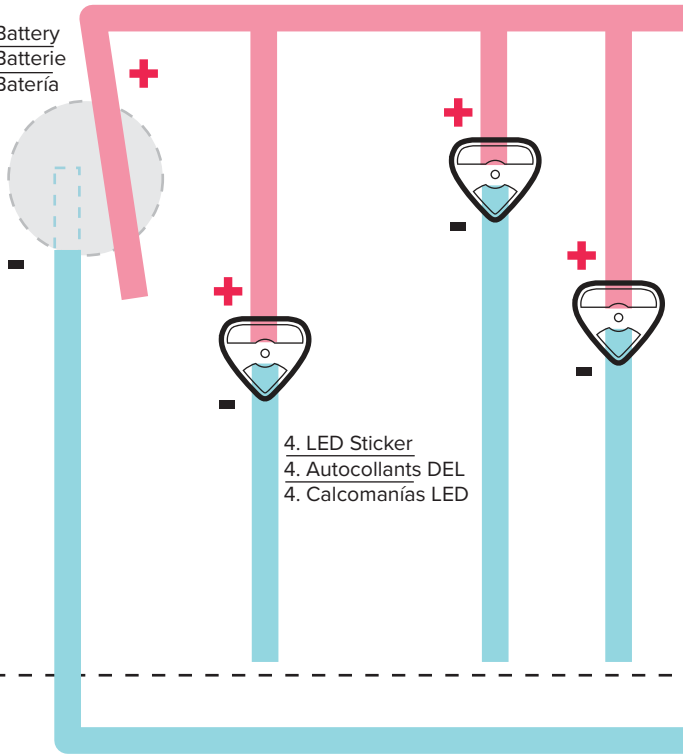 Battery
Batterie
Batería
4. LED Sticker
4. Autocollants DEL
4. Calcomanías LED